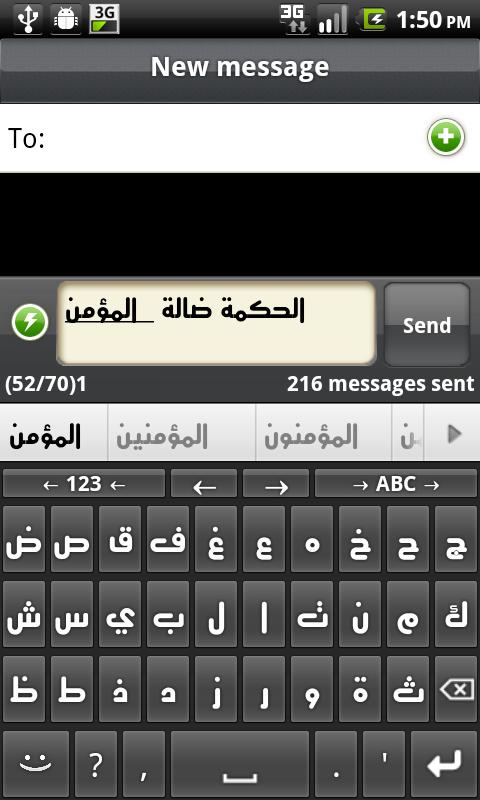 3G 3G 1:50 PM
New message
To:
الحكمة ضالة المؤمن
Send
(52/70)1 216 messages sent
المؤمن المؤمنين المؤمنون
← 123 ← ← → → ABC →
ض ص ق ف غ ع ه خ ح ج
ش س ي ب ل ا ت ن م ك
ظ ط ذ د ز ر و ة ث
? , . '